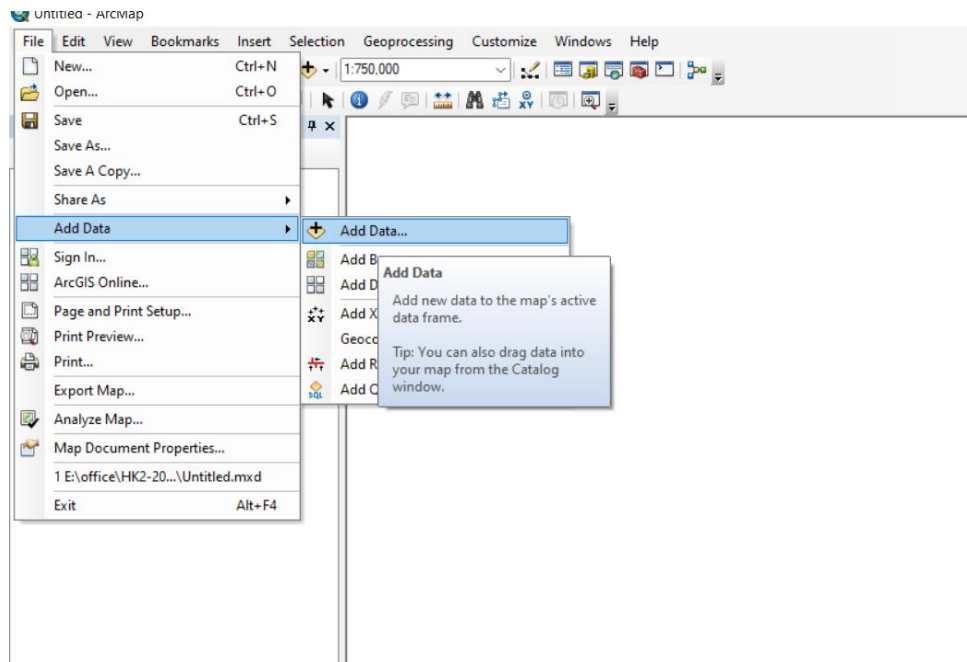 Untitled - ArcMap
File Edit View Bookmarks Insert Selection Geoprocessing Customize Windows Help
New... Ctrl+N
1:750,000
Open... Ctrl+O
Save Ctrl+S
Save As...
Save A Copy...
Share As
Add Data
Add Data...
Sign In...
Add B
ArcGIS Online...
Add D
Add Data
Add new data to the map's active
data frame.
Tip: You can also drag data into
your map from the Catalog
window.
Page and Print Setup...
Add X
Print Preview...
Geoco
Print...
Add R
Export Map...
SQL Add Q
Analyze Map...
Map Document Properties...
1 E:\office\HK2-20...\Untitled.mxd
Exit Alt+F4